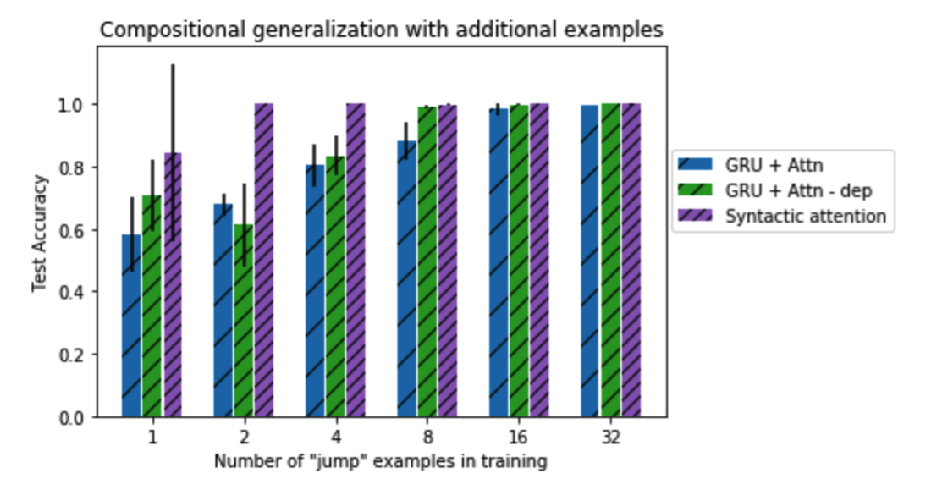 Compositional generalization with additional examples
1.0
0.8
0.6
0.4
0.2
0.0
Test Accuracy
1 2 4 8 16 32
Number of "jump" examples in training
GRU + Attn
GRU + Attn - dep
Syntactic attention